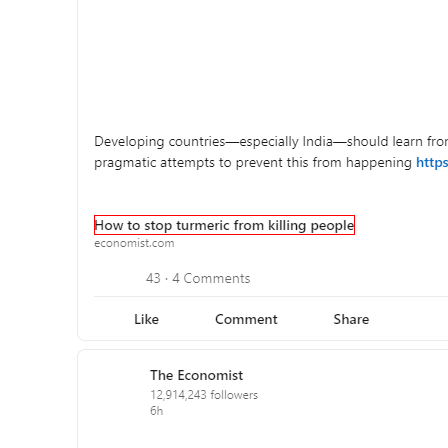 Developing countries—especially India—should learn from
pragmatic attempts to prevent this from happening https
How to stop turmeric from killing people
economist.com
43 · 4 Comments
Like Comment Share
The Economist
12,914,243 followers
6h